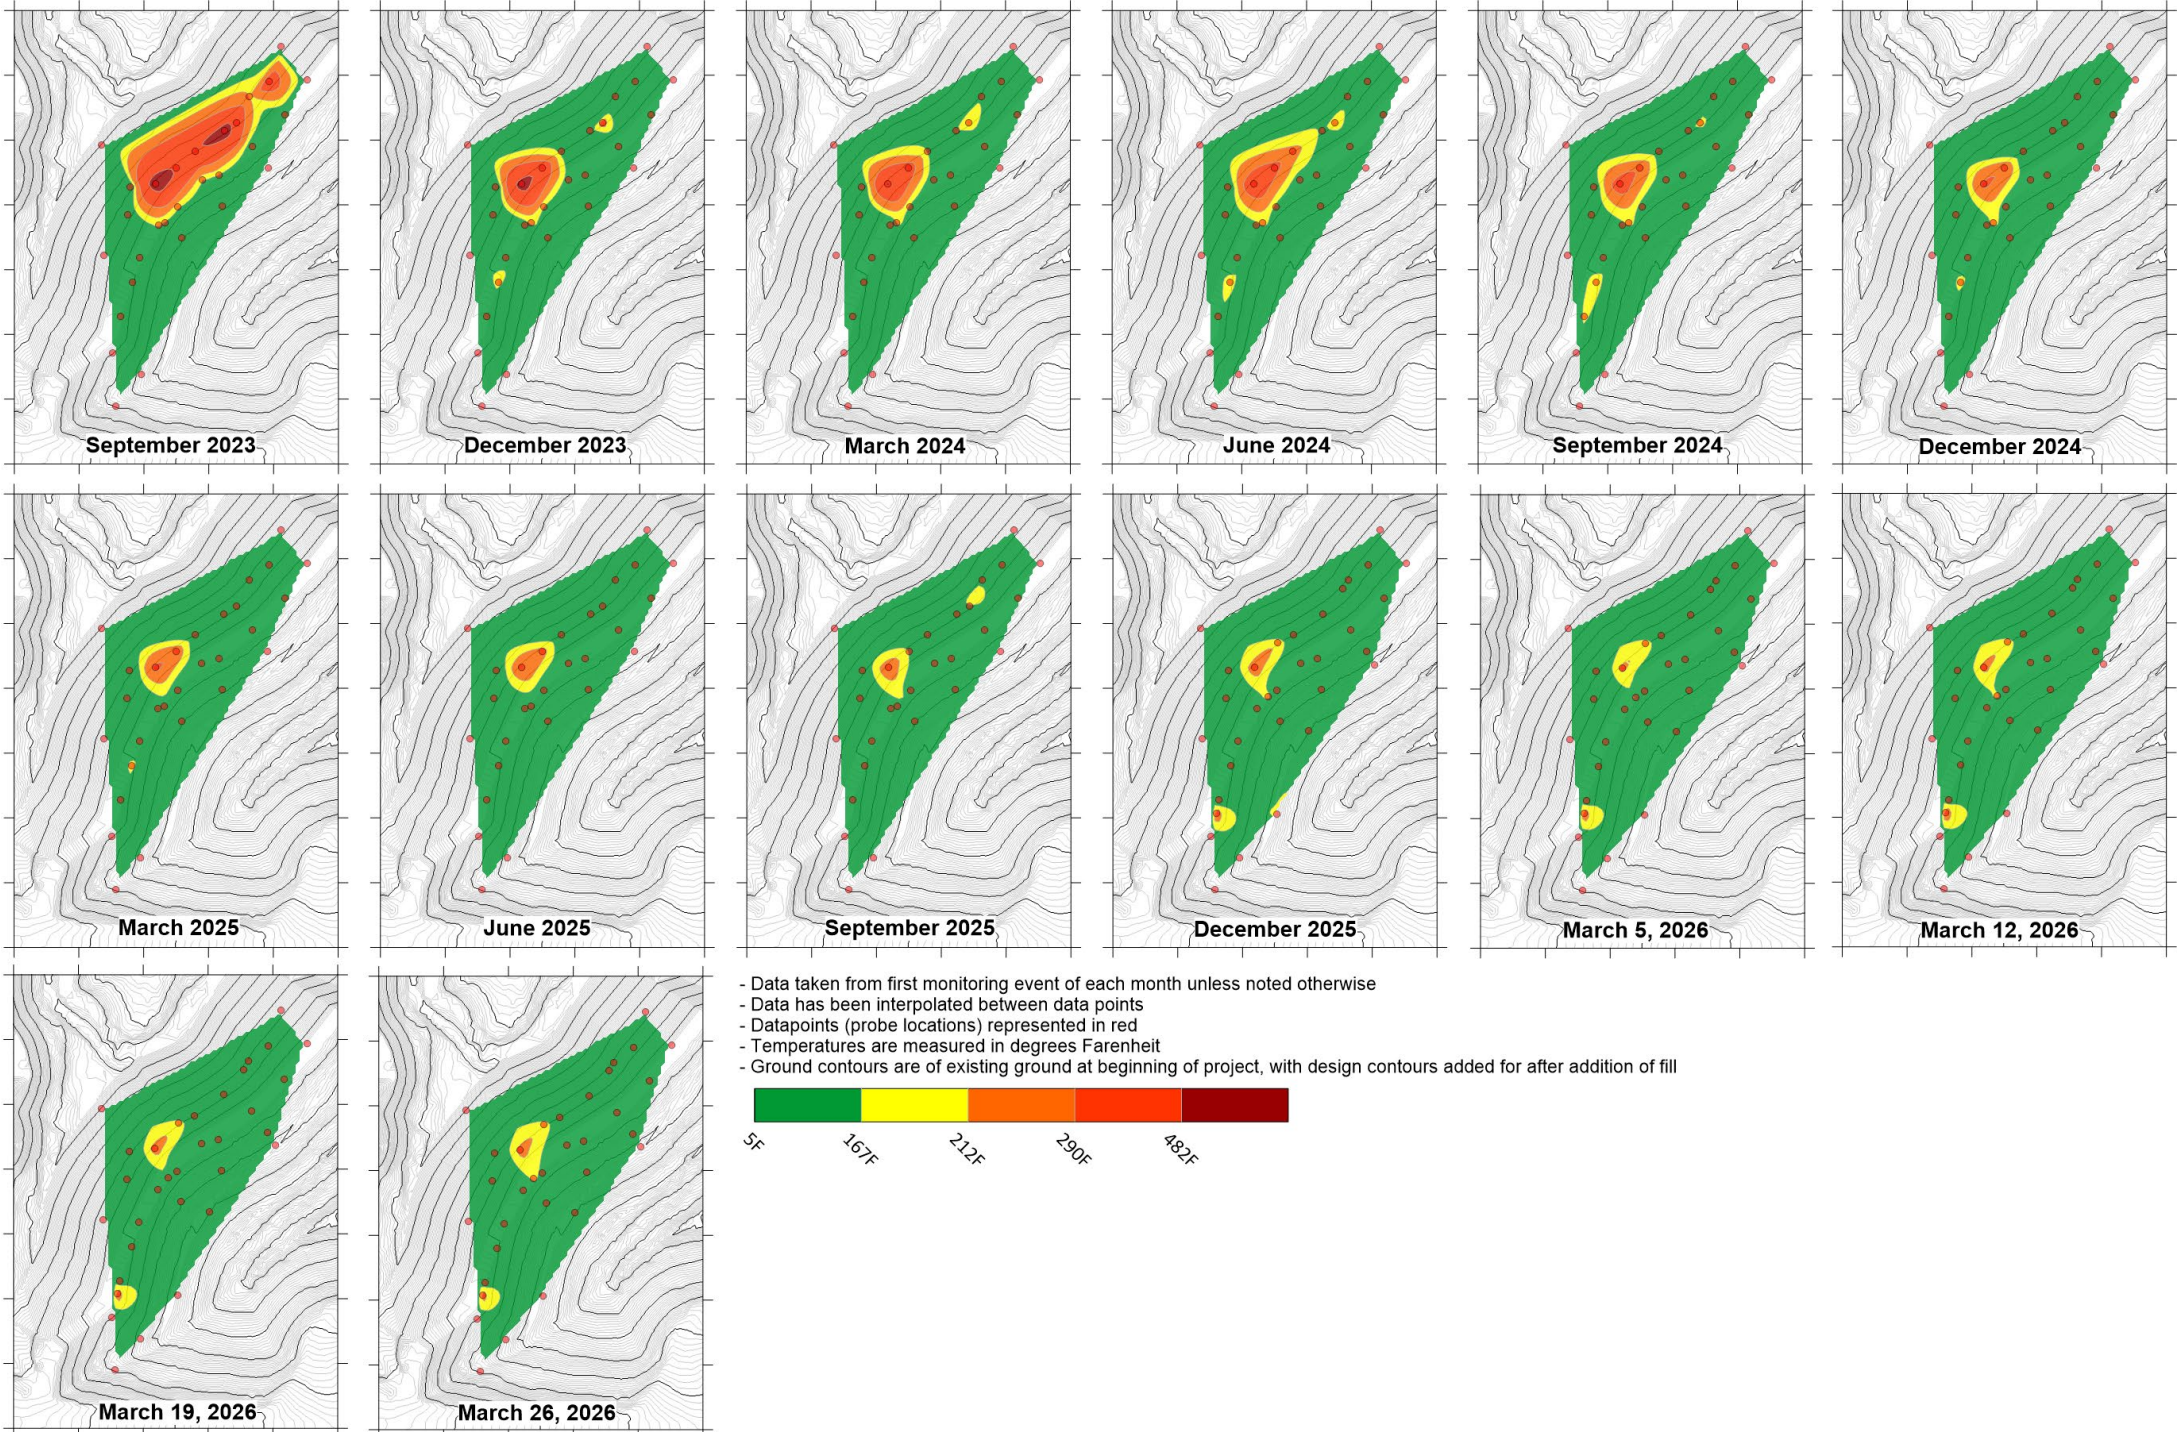 September 2023
December 2023
March 2024
June 2024
September 2024
December 2024
March 2025
June 2025
September 2025
December 2025
March 5, 2026
March 12, 2026
- Data taken from first monitoring event of each month unless noted otherwise
- Data has been interpolated between data points
- Datapoints (probe locations) represented in red
- Temperatures are measured in degrees Farenheit
- Ground contours are of existing ground at beginning of project, with design contours added for after addition of fill
5F
167F
212F
290F
482F
March 19, 2026
March 26, 2026